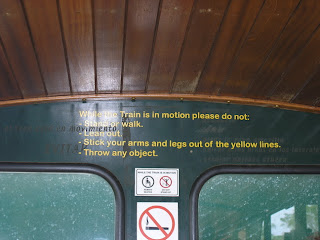 While the Train is in motion please do not:
- Stand or walk.
- Lean out.
- Stick your arms and legs out of the yellow lines.
- Throw any object.